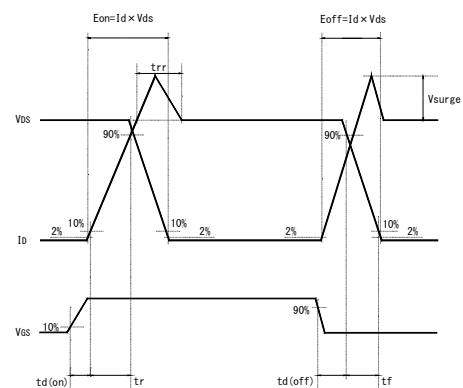 Eon=Id×Vds
Eoff=Id×Vds
trr
Vsurge
VDS
90%
90%
10%
10%
10%
2%
2%
2%
2%
ID
10%
90%
VGS
td(on)
tr
td(off)
tf